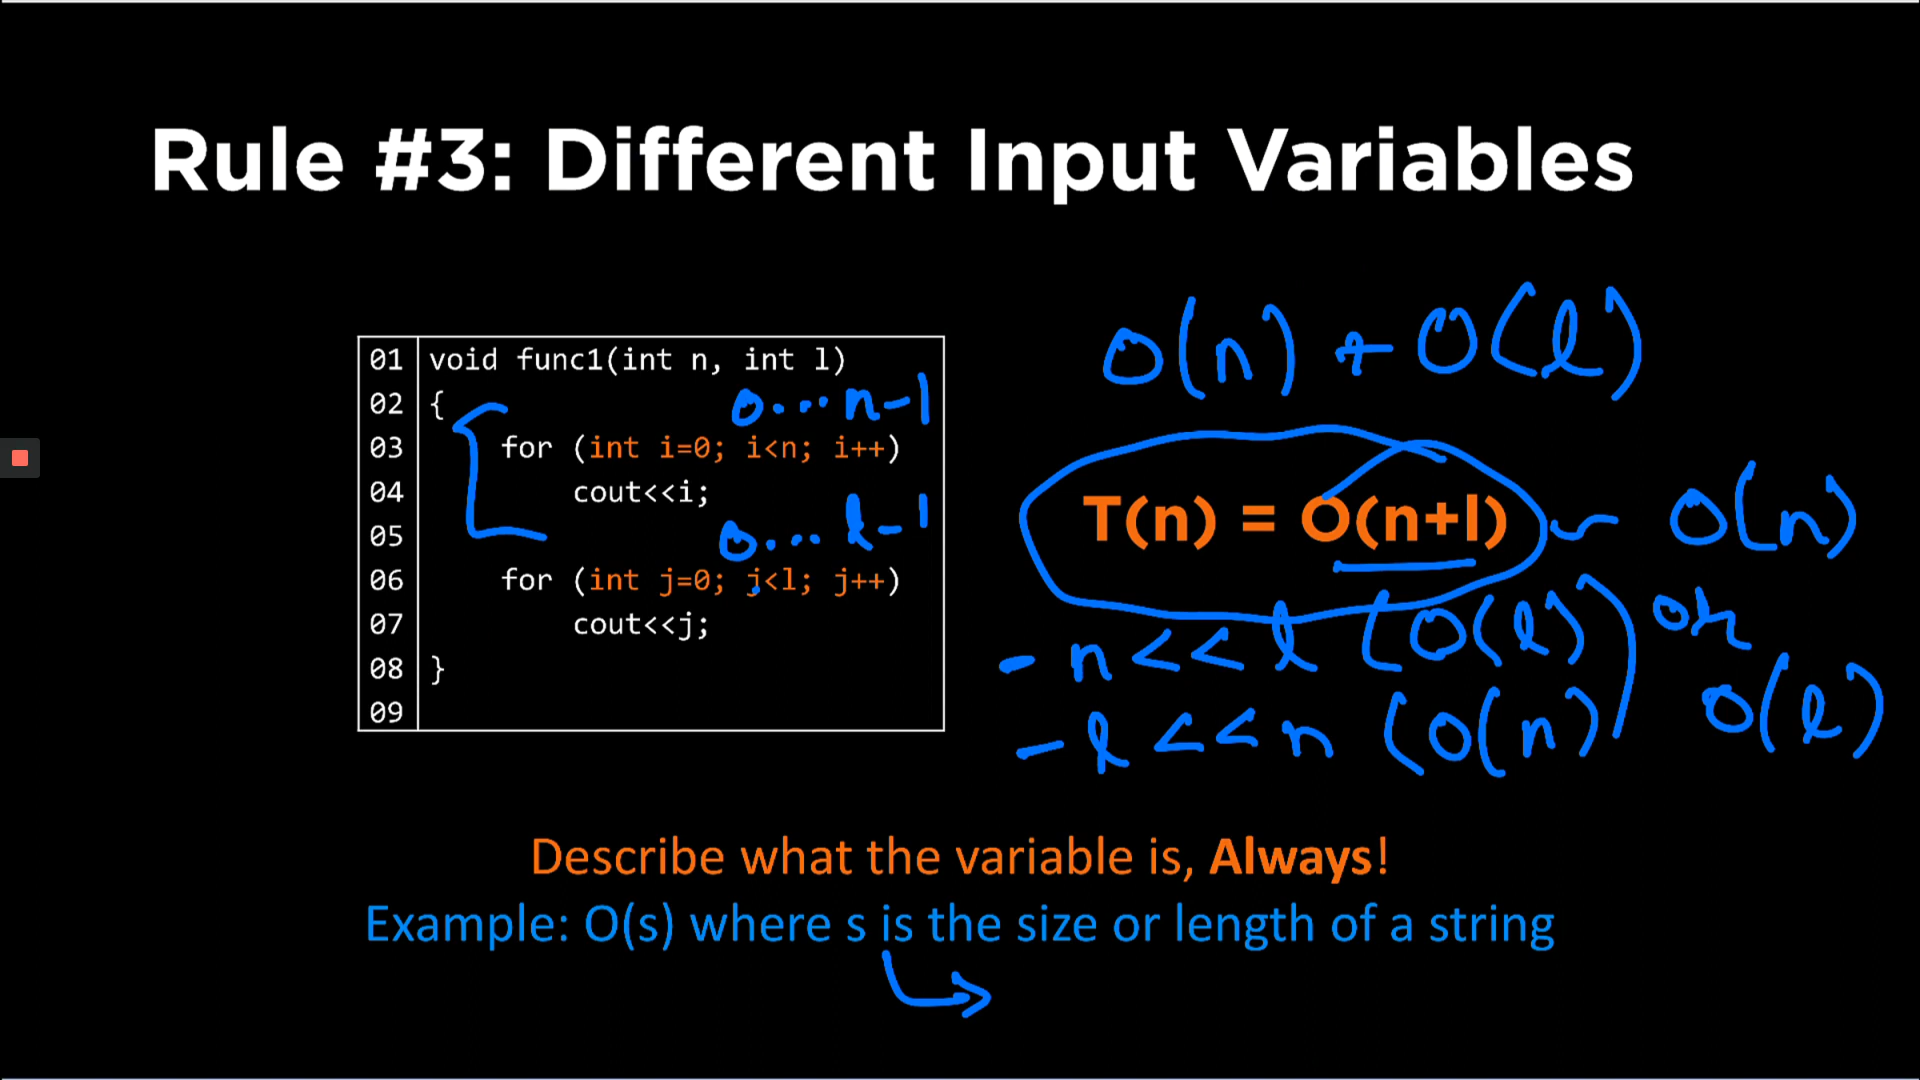 Rule #3: Different Input Variables
01 void func1(int n, int l)
02 {
0...n-1
03 for (int i=0; i<n; i++)
04 cout<<i;
05
0...l-1
06 for (int j=0; j<l; j++)
07 cout<<j;
08 }
09
O(n) + O(l)
T(n) = O(n+l)
O(n)
or
O(l)
- n << l (O(l))
- l << n (O(n)
Describe what the variable is, Always!
Example: O(s) where s is the size or length of a string